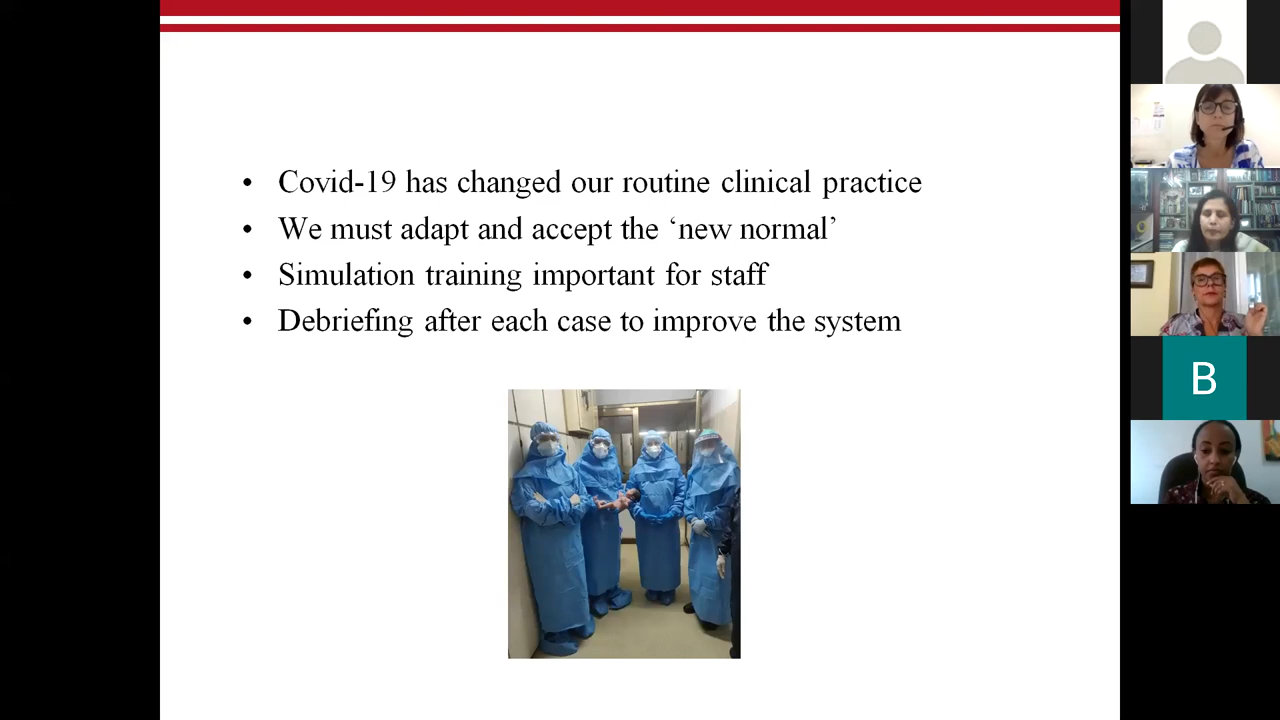 • Covid-19 has changed our routine clinical practice
• We must adapt and accept the ‘new normal’
• Simulation training important for staff
• Debriefing after each case to improve the system
B